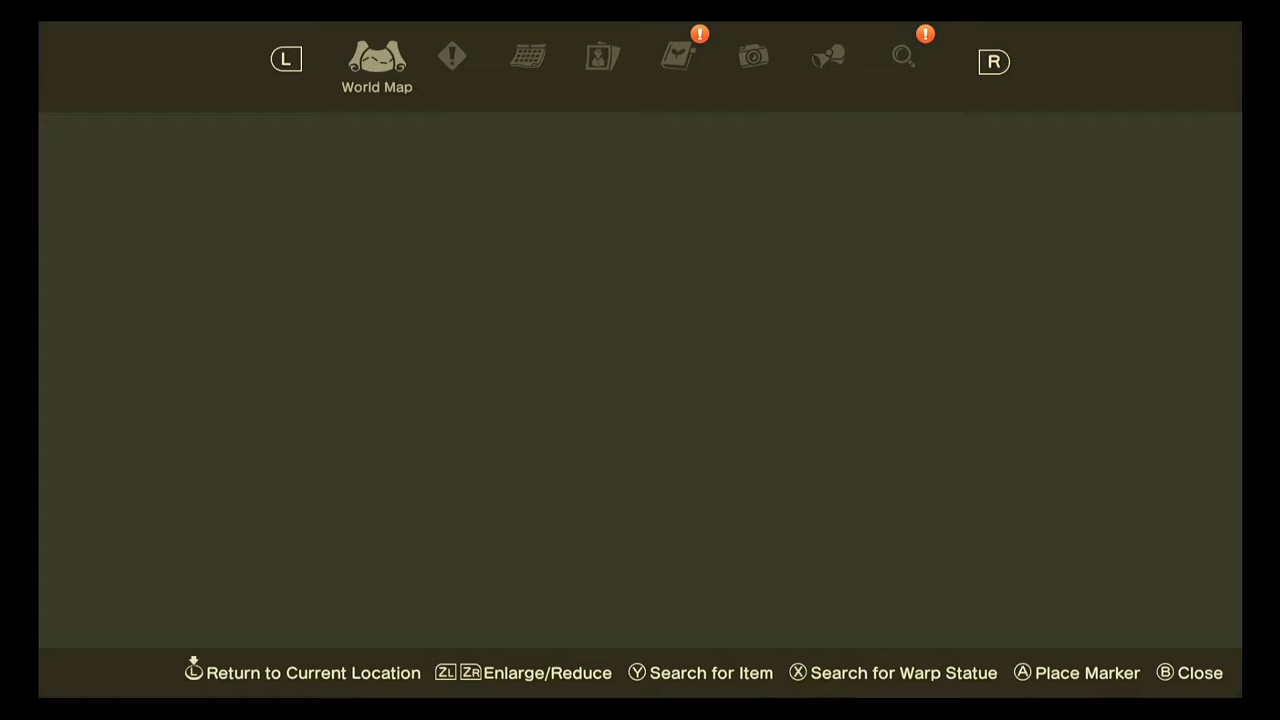 L
R
World Map
L Return to Current Location ZL ZR Enlarge/Reduce Y Search for Item X Search for Warp Statue A Place Marker B Close